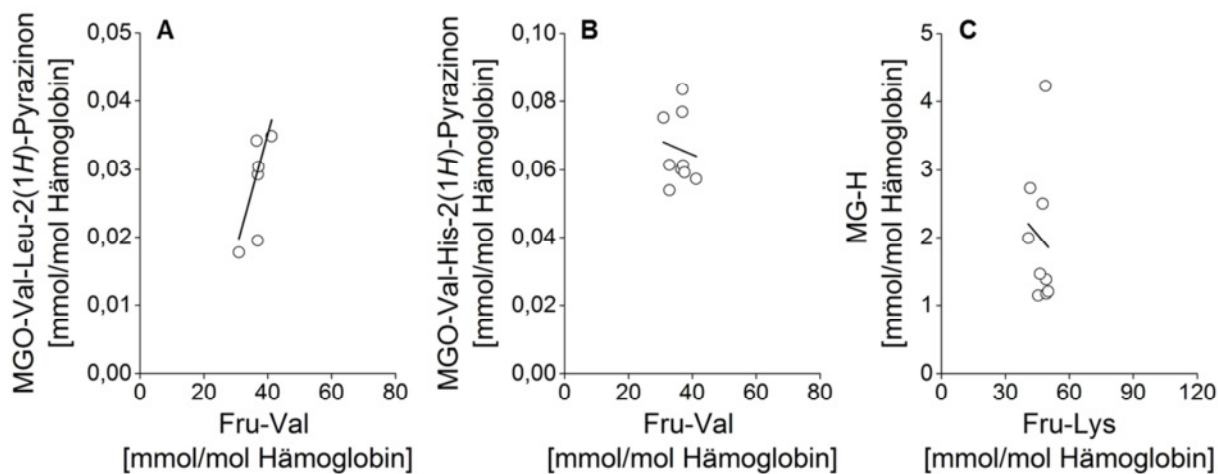 A
MGO-Val-Leu-2(1H)-Pyrazinon
[mmol/mol Hämoglobin]
0,05
0,04
0,03
0,02
0,01
0,00
0 20 40 60 80
Fru-Val
[mmol/mol Hämoglobin]
B
MGO-Val-His-2(1H)-Pyrazinon
[mmol/mol Hämoglobin]
0,10
0,08
0,06
0,04
0,02
0,00
0 20 40 60 80
Fru-Val
[mmol/mol Hämoglobin]
C
MG-H
[mmol/mol Hämoglobin]
5
4
3
2
1
0
0 30 60 90 120
Fru-Lys
[mmol/mol Hämoglobin]